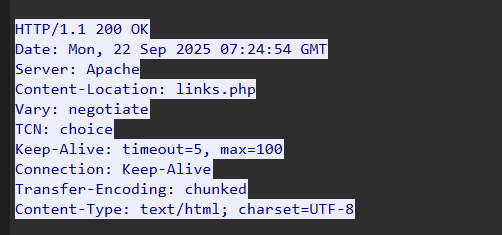 HTTP/1.1 200 OK
Date: Mon, 22 Sep 2025 07:24:54 GMT
Server: Apache
Content-Location: links.php
Vary: negotiate
TCN: choice
Keep-Alive: timeout=5, max=100
Connection: Keep-Alive
Transfer-Encoding: chunked
Content-Type: text/html; charset=UTF-8